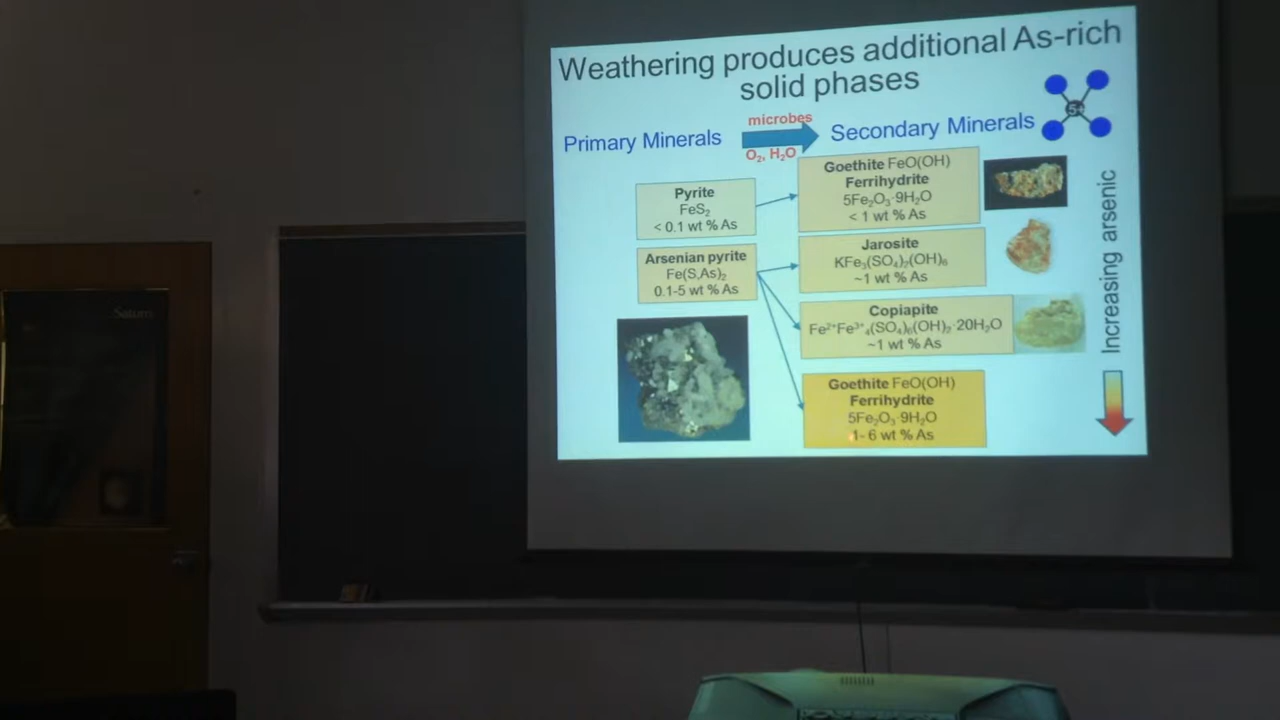 Weathering produces additional As-rich
solid phases
microbes
Primary Minerals
Secondary Minerals
O₂, H₂O
5+
Pyrite
FeS₂
< 0.1 wt % As
Arsenian pyrite
Fe(S,As)₂
0.1-5 wt % As
Goethite FeO(OH)
Ferrihydrite
5Fe₂O₃·9H₂O
< 1 wt % As
Jarosite
KFe₃(SO₄)₂(OH)₆
~1 wt % As
Copiapite
Fe²⁺Fe³⁺₄(SO₄)₆(OH)₂·20H₂O
~1 wt % As
Goethite FeO(OH)
Ferrihydrite
5Fe₂O₃·9H₂O
1- 6 wt % As
Increasing arsenic
Saturn